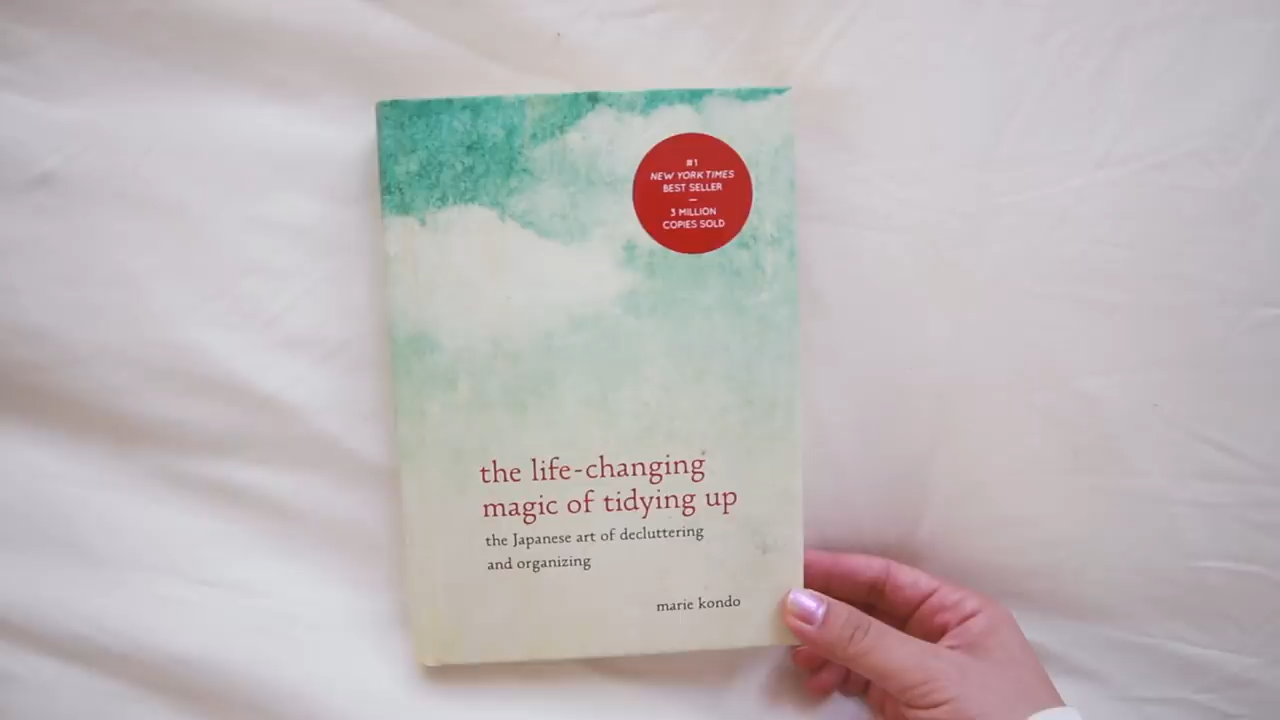 #1
NEW YORK TIMES
BEST SELLER
—
3 MILLION
COPIES SOLD
the life-changing
magic of tidying up
the Japanese art of decluttering
and organizing
marie kondo